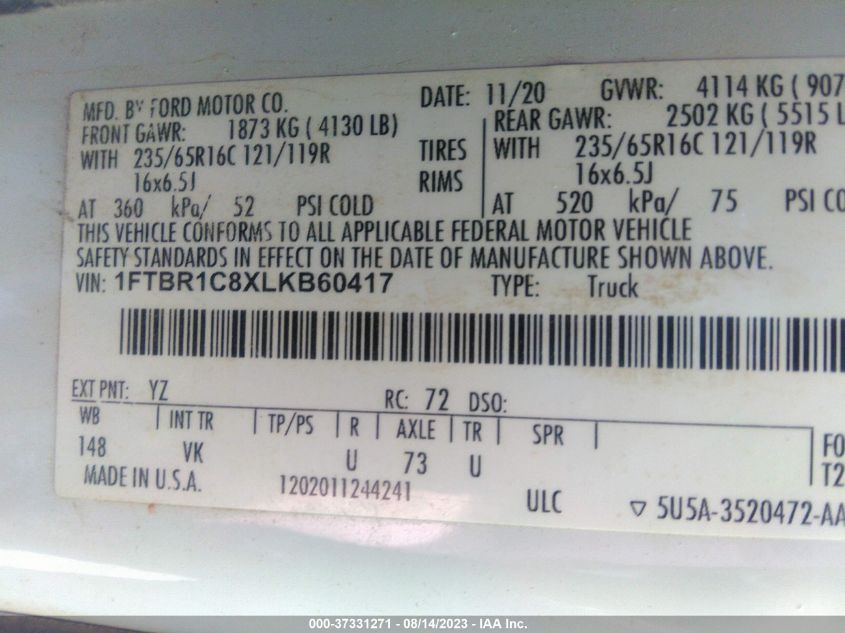 MFD. BY FORD MOTOR CO. DATE: 11/20 GVWR: 4114 KG ( 907
FRONT GAWR: 1873 KG ( 4130 LB) REAR GAWR: 2502 KG ( 5515 L
WITH 235/65R16C 121/119R TIRES WITH 235/65R16C 121/119R
16x6.5J RIMS 16x6.5J
AT 360 kPa/ 52 PSI COLD AT 520 kPa/ 75 PSI CO
THIS VEHICLE CONFORMS TO ALL APPLICABLE FEDERAL MOTOR VEHICLE
SAFETY STANDARDS IN EFFECT ON THE DATE OF MANUFACTURE SHOWN ABOVE.
VIN: 1FTBR1C8XLKB60417 TYPE: Truck
EXT PNT: YZ RC: 72 DSO:
WB INT TR TP/PS R AXLE TR SPR
148 VK U 73 U
FO
T2
MADE IN U.S.A. 1202011244241 ULC 5U5A-3520472-AA
000-37331271 - 08/14/2023 - IAA Inc.